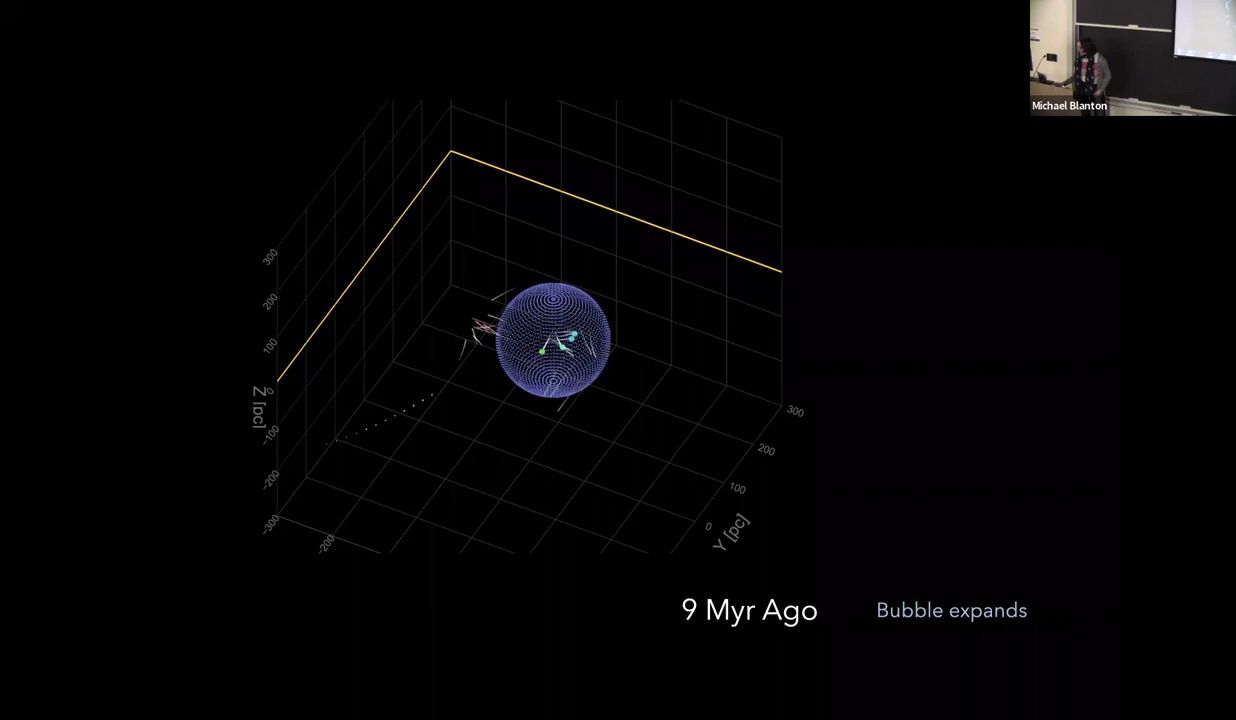 Michael Blanton
300
200
100
0
-100
-200
-300
Z [pc]
-200
300
200
100
0
Y [pc]
9 Myr Ago
Bubble expands